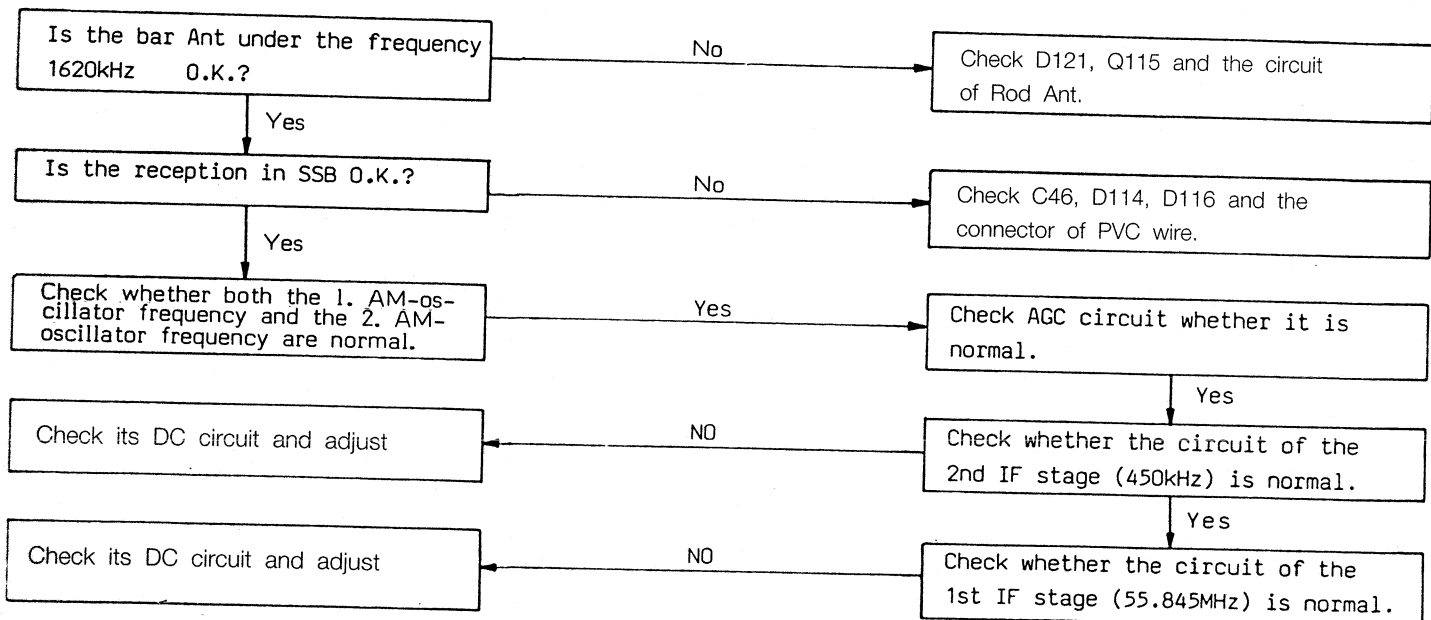 Is the bar Ant under the frequency
1620kHz O.K.?
No
Check D121, Q115 and the circuit
of Rod Ant.
Yes
Is the reception in SSB O.K.?
No
Check C46, D114, D116 and the
connector of PVC wire.
Yes
Check whether both the 1. AM-os-
cillator frequency and the 2. AM-
oscillator frequency are normal.
Yes
Check AGC circuit whether it is
normal.
Yes
Check whether the circuit of the
2nd IF stage (450kHz) is normal.
NO
Check its DC circuit and adjust
Yes
Check whether the circuit of the
1st IF stage (55.845MHz) is normal.
NO
Check its DC circuit and adjust